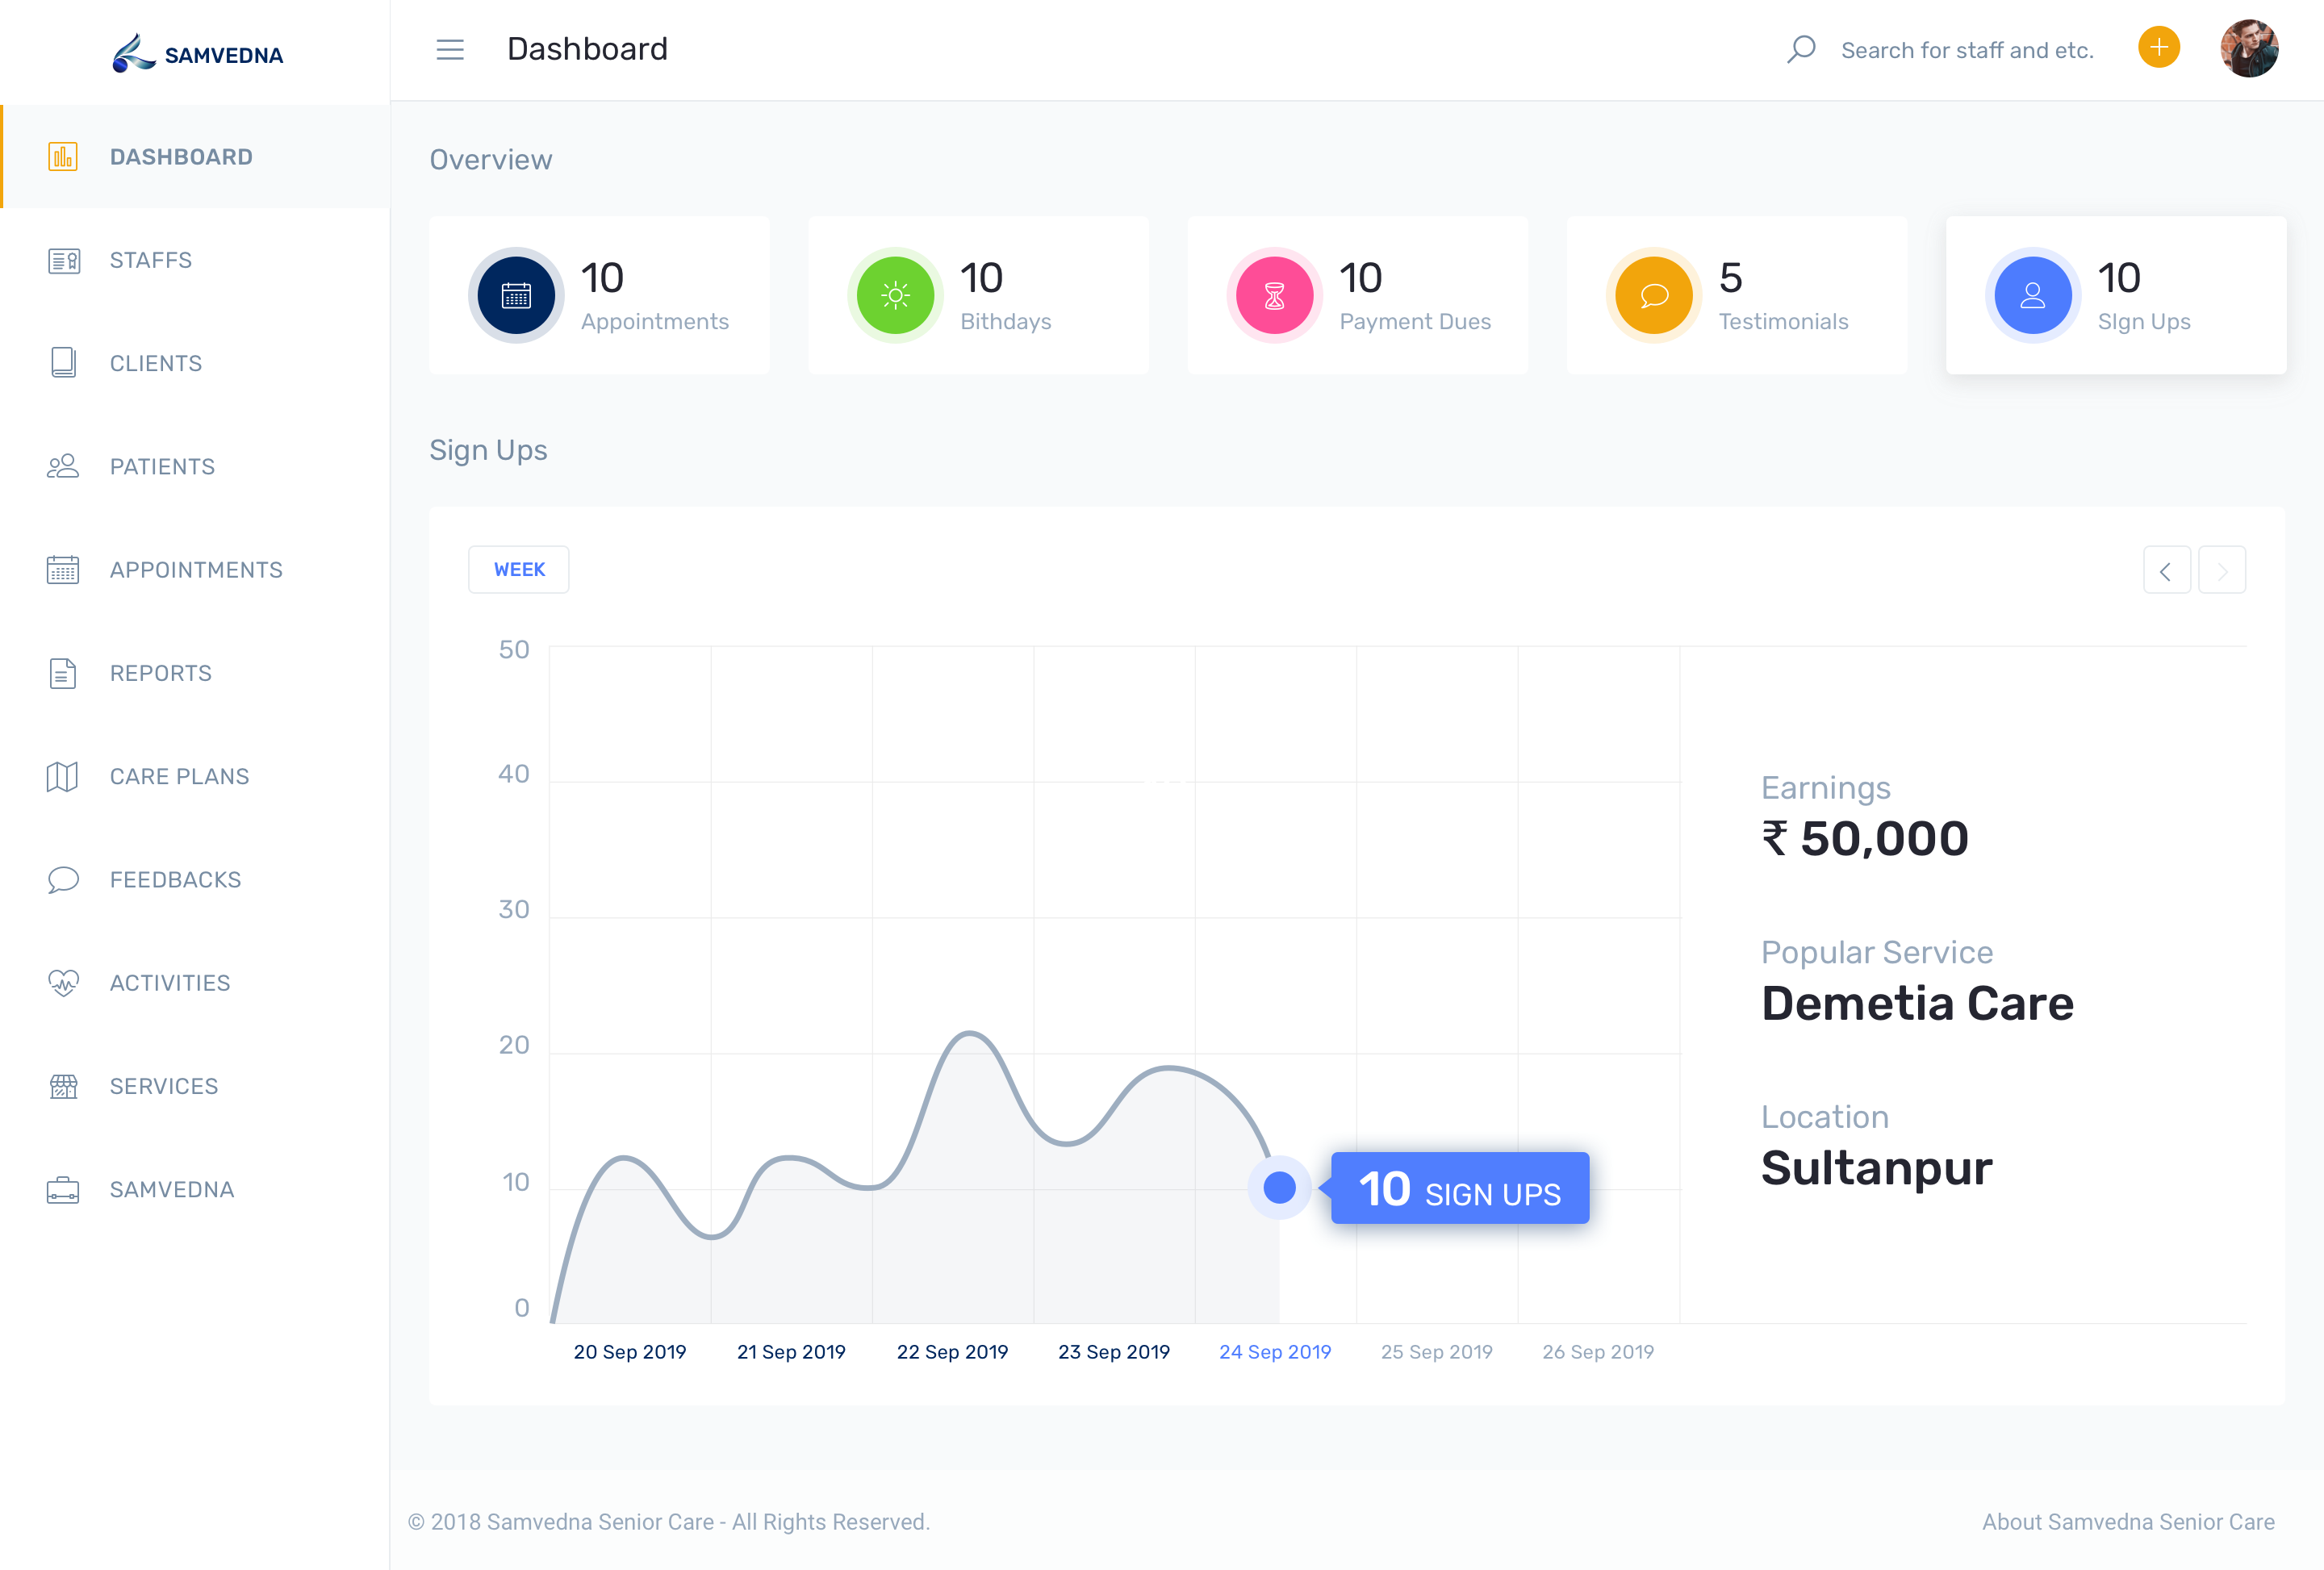 SAMVEDNA
Dashboard
Search for staff and etc.
DASHBOARD
STAFFS
CLIENTS
PATIENTS
APPOINTMENTS
REPORTS
CARE PLANS
FEEDBACKS
ACTIVITIES
SERVICES
SAMVEDNA
Overview
10
Appointments
10
Bithdays
10
Payment Dues
5
Testimonials
10
SIgn Ups
Sign Ups
WEEK
50
40
30
20
10
0
10 SIGN UPS
20 Sep 2019
21 Sep 2019
22 Sep 2019
23 Sep 2019
24 Sep 2019
25 Sep 2019
26 Sep 2019
Earnings
₹ 50,000
Popular Service
Demetia Care
Location
Sultanpur
© 2018 Samvedna Senior Care - All Rights Reserved.
About Samvedna Senior Care